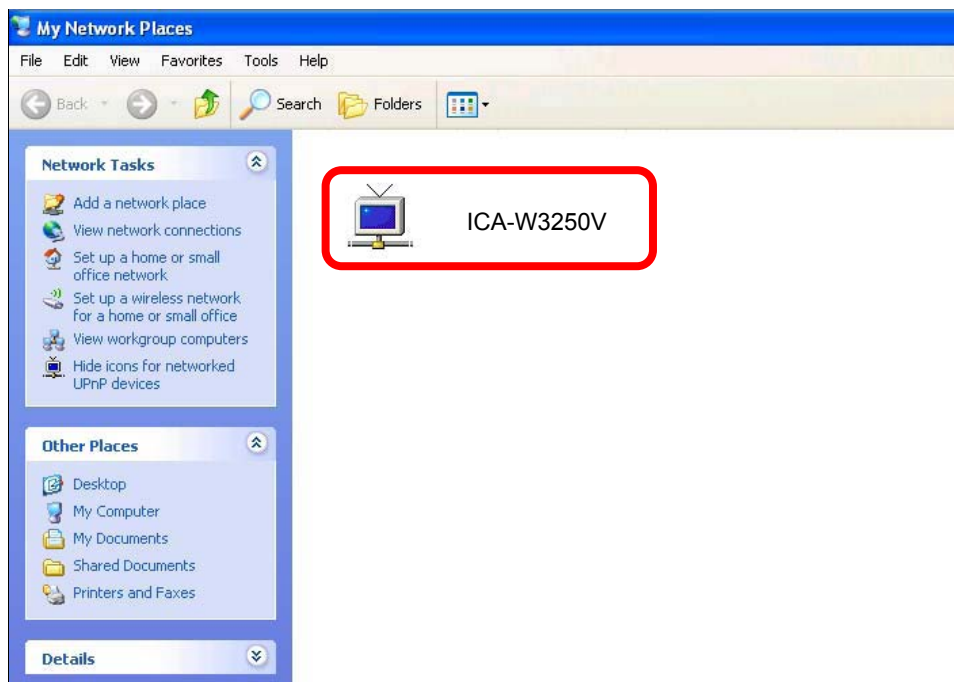 My Network Places
File Edit View Favorites Tools Help
Back Search Folders
Network Tasks
Add a network place
View network connections
Set up a home or small
office network
Set up a wireless network
for a home or small office
View workgroup computers
Hide icons for networked
UPnP devices
Other Places
Desktop
My Computer
My Documents
Shared Documents
Printers and Faxes
Details
ICA-W3250V